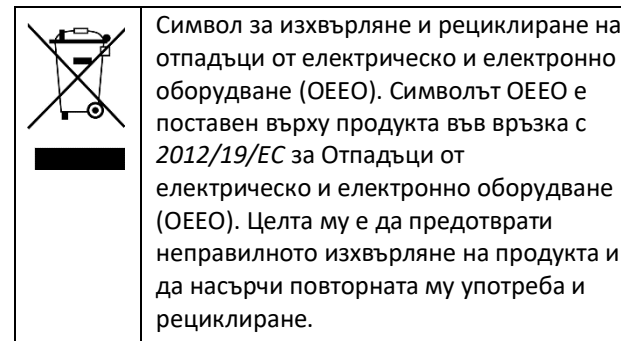 Символ за изхвърляне и рециклиране на
отпадъци от електрическо и електронно
оборудване (ОЕЕО). Символът ОЕЕО е
поставен върху продукта във връзка с
2012/19/ЕС за Отпадъци от
електрическо и електронно оборудване
(ОЕЕО). Целта му е да предотврати
неправилното изхвърляне на продукта и
да насърчи повторната му употреба и
рециклиране.